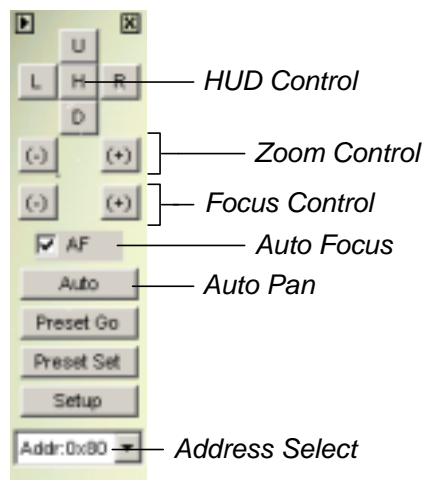 U
L H R HUD Control
D
(-) (+) Zoom Control
(-) (+) Focus Control
AF Auto Focus
Auto Auto Pan
Preset Go
Preset Set
Setup
Addr:0x80 Address Select